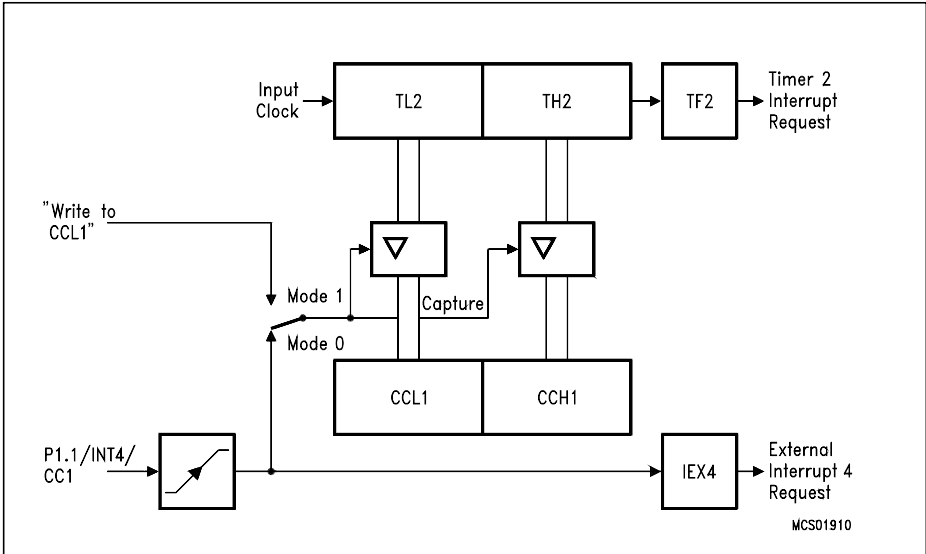 Input
Clock
TL2
TH2
TF2
Timer 2
Interrupt
Request
"Write to
CCL1"
Mode 1
Capture
Mode 0
CCL1
CCH1
P1.1/INT4/
CC1
IEX4
External
Interrupt 4
Request
MCS01910